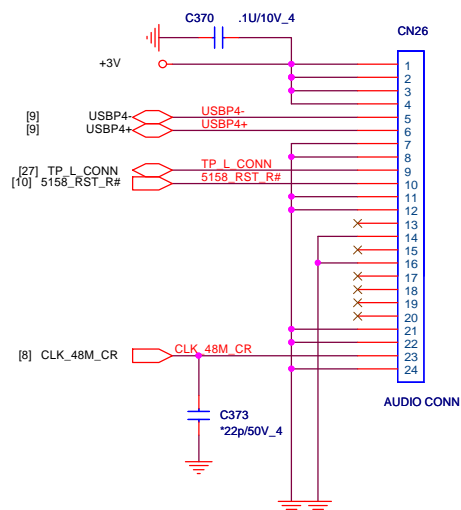 C370 .1U/10V_4 CN26
+3V 1
2
3
4
[9] USBP4- USBP4- 5
[9] USBP4+ USBP4+ 6
7
8
[27] TP_L_CONN TP_L_CONN 9
[10] 5158_RST_R# 5158_RST_R# 10
11
12
13
14
15
16
17
18
19
20
21
22
[8] CLK_48M_CR CLK_48M_CR 23
24
AUDIO CONN
C373
*22p/50V_4